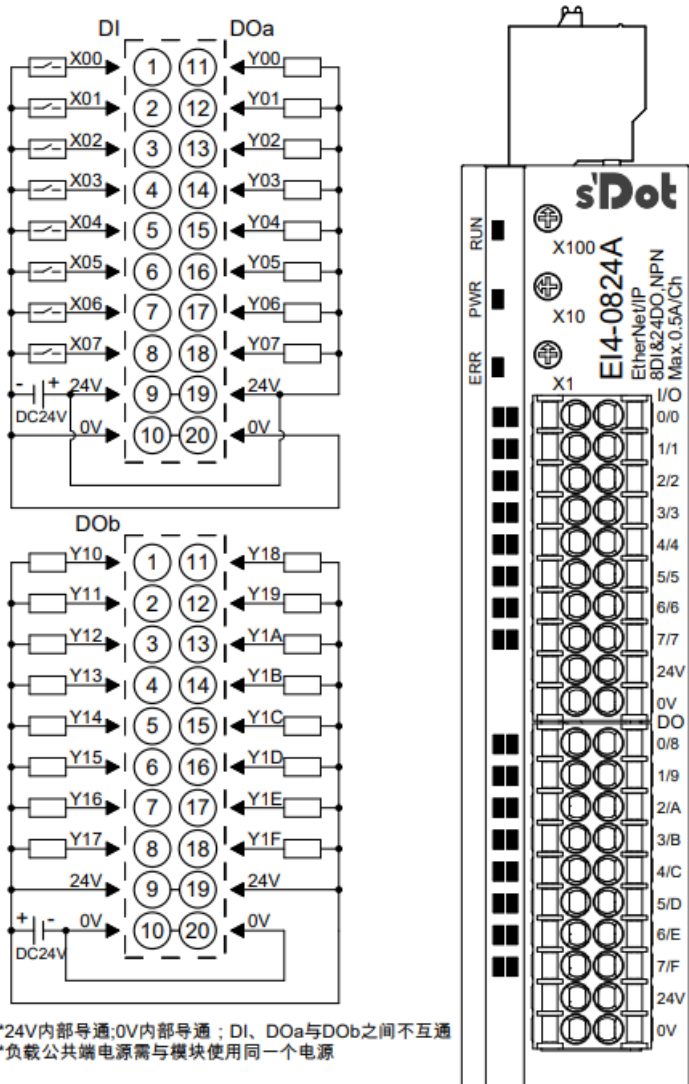 DI DOa
X00 1 11 Y00
X01 2 12 Y01
X02 3 13 Y02
X03 4 14 Y03
X04 5 15 Y04
X05 6 16 Y05
X06 7 17 Y06
X07 8 18 Y07
- + 24V 9 19 24V
DC24V
0V 10 20 0V
DOb
Y10 1 11 Y18
Y11 2 12 Y19
Y12 3 13 Y1A
Y13 4 14 Y1B
Y14 5 15 Y1C
Y15 6 16 Y1D
Y16 7 17 Y1E
Y17 8 18 Y1F
24V 9 19 24V
+ - 0V 10 20 0V
DC24V
*24V内部导通;0V内部导通；DI、DOa与DOb之间不互通
*负载公共端电源需与模块使用同一个电源
s'Dot
RUN
PWR
ERR
X100
X10
X1
EI4-0824A
EtherNet/IP
8DI&24DO,NPN
Max.0.5A/Ch
I/O
0/0
1/1
2/2
3/3
4/4
5/5
6/6
7/7
24V
0V
DO
0/8
1/9
2/A
3/B
4/C
5/D
6/E
7/F
24V
0V